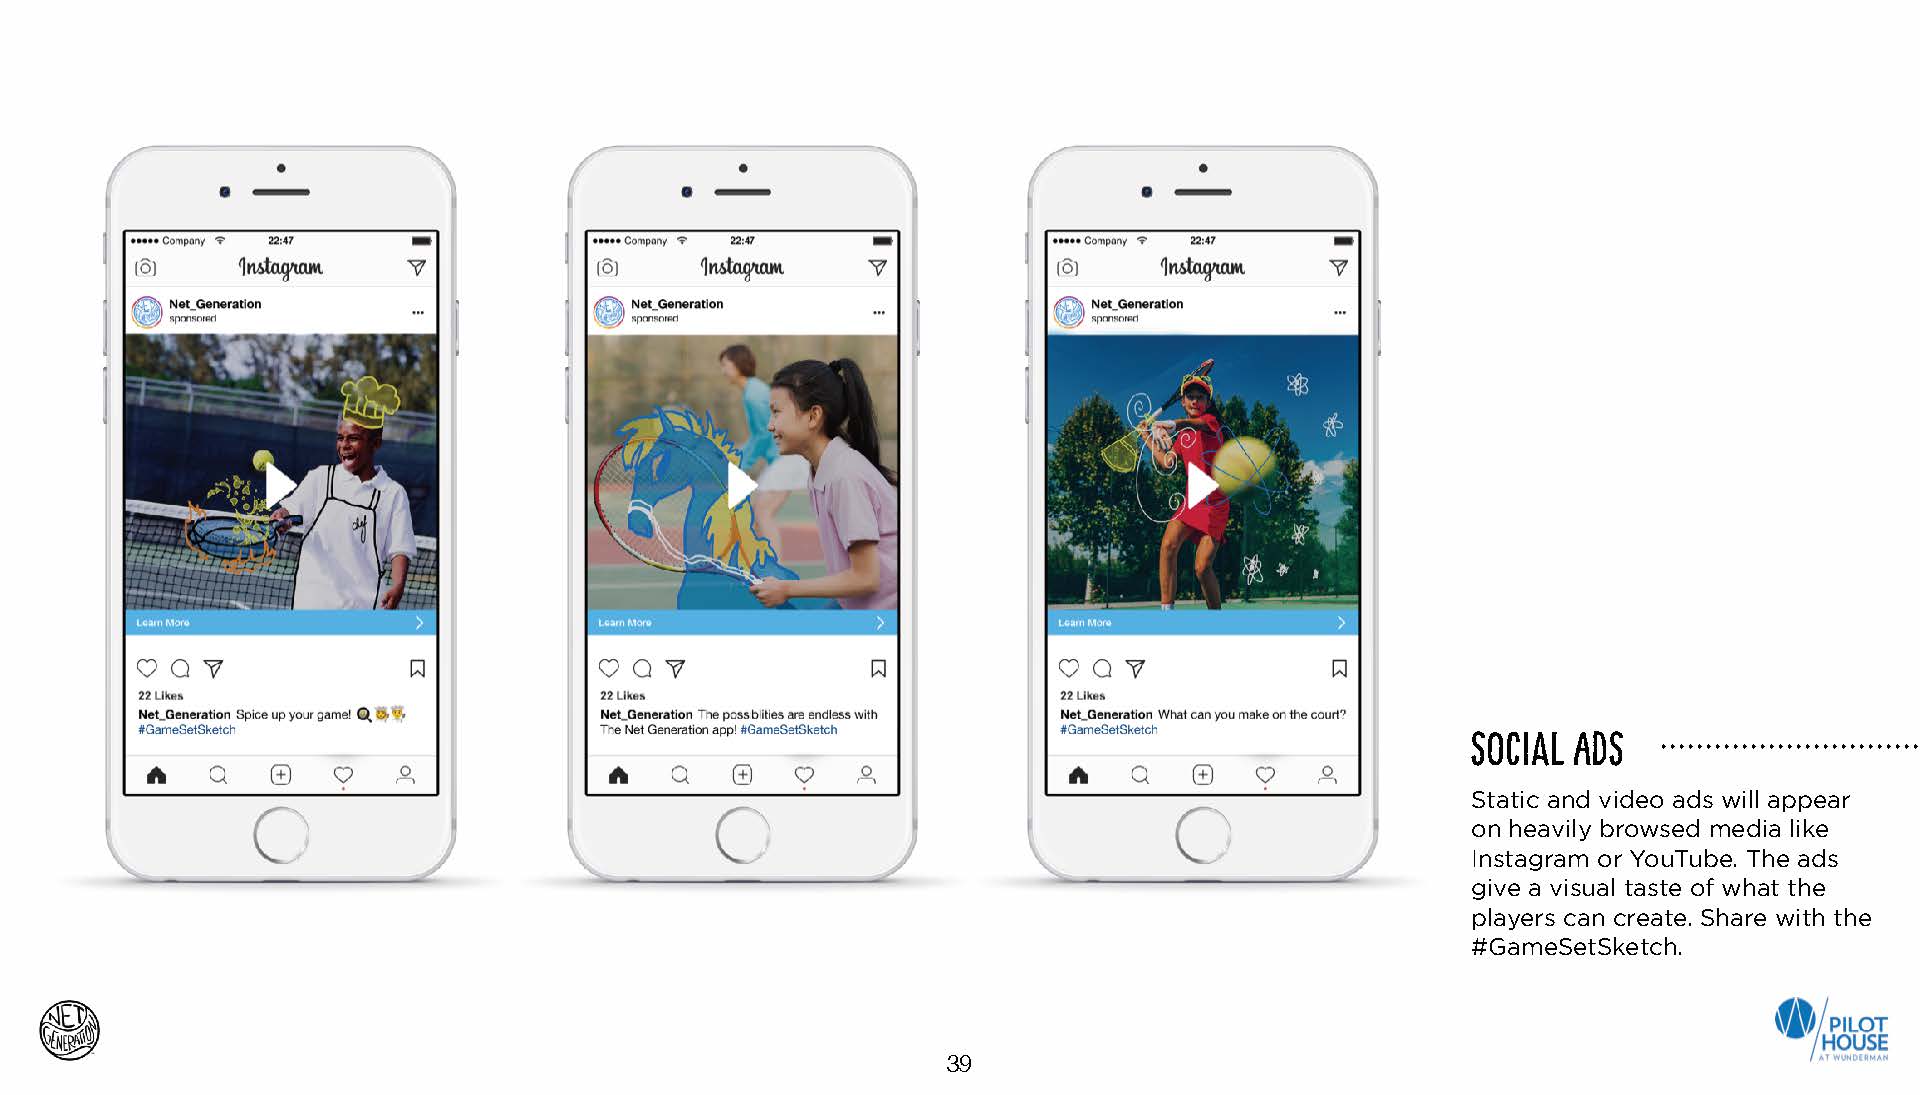 Company 22:47
Instagram
Net_Generation
sponsored
chef
Learn More
22 Likes
Net_Generation Spice up your game!
#GameSetSketch
Company 22:47
Instagram
Net_Generation
sponsored
Learn More
22 Likes
Net_Generation The possiblities are endless with
The Net Generation app! #GameSetSketch
Company 22:47
Instagram
Net_Generation
sponsored
Learn More
22 Likes
Net_Generation What can you make on the court?
#GameSetSketch
SOCIAL ADS
Static and video ads will appear
on heavily browsed media like
Instagram or YouTube. The ads
give a visual taste of what the
players can create. Share with the
#GameSetSketch.
NET
GENERATION
39
PILOT
HOUSE
AT WUNDERMAN